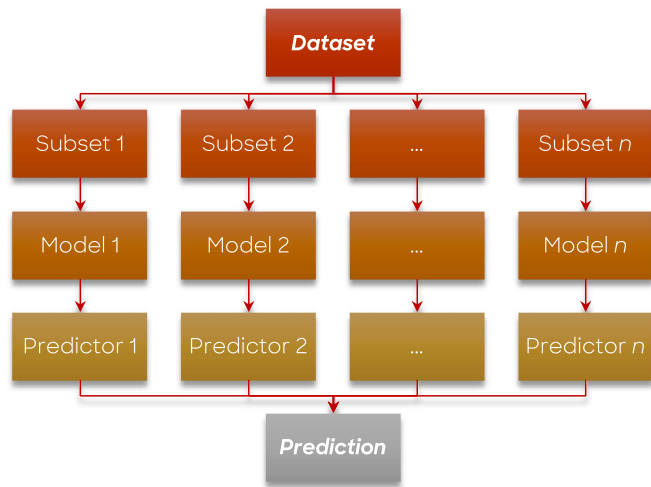 Dataset
Subset 1 Subset 2 ... Subset n
Model 1 Model 2 ... Model n
Predictor 1 Predictor 2 ... Predictor n
Prediction